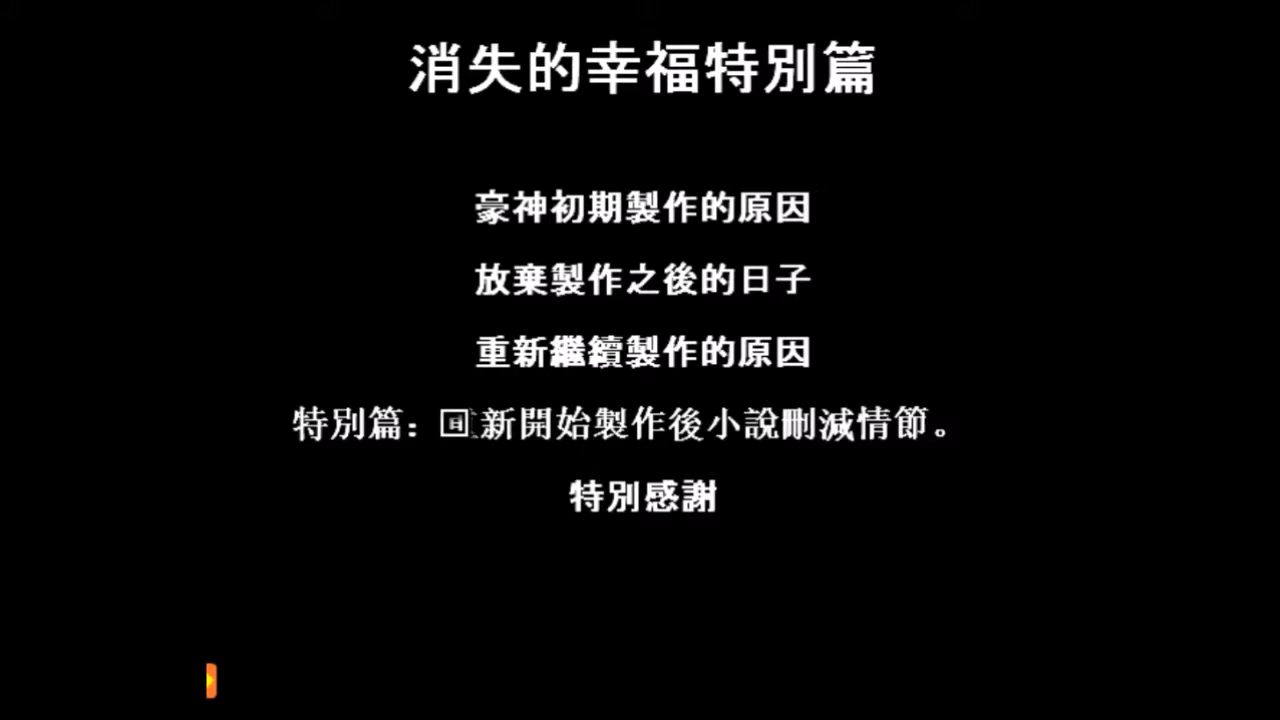 消失的幸福特別篇
豪神初期製作的原因
放棄製作之後的日子
重新繼續製作的原因
特別篇：新開始製作後小說刪減情節。
特別感謝